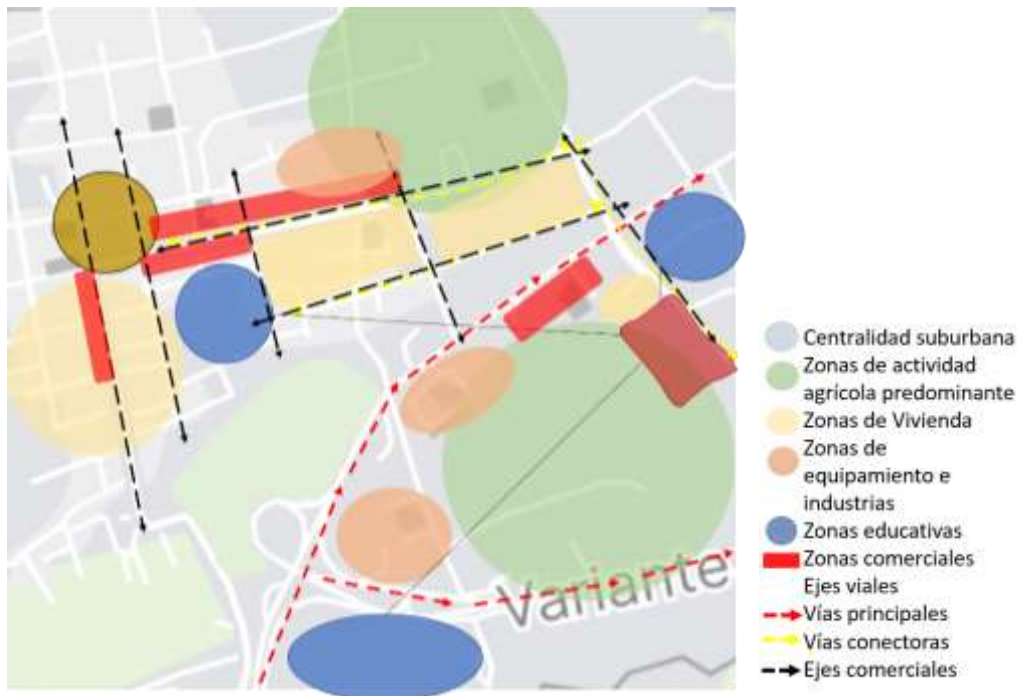 Variante
Centralidad suburbana
Zonas de actividad
agrícola predominante
Zonas de Vivienda
Zonas de
equipamiento e
industrias
Zonas educativas
Zonas comerciales
Ejes viales
Vías principales
Vías conectoras
Ejes comerciales